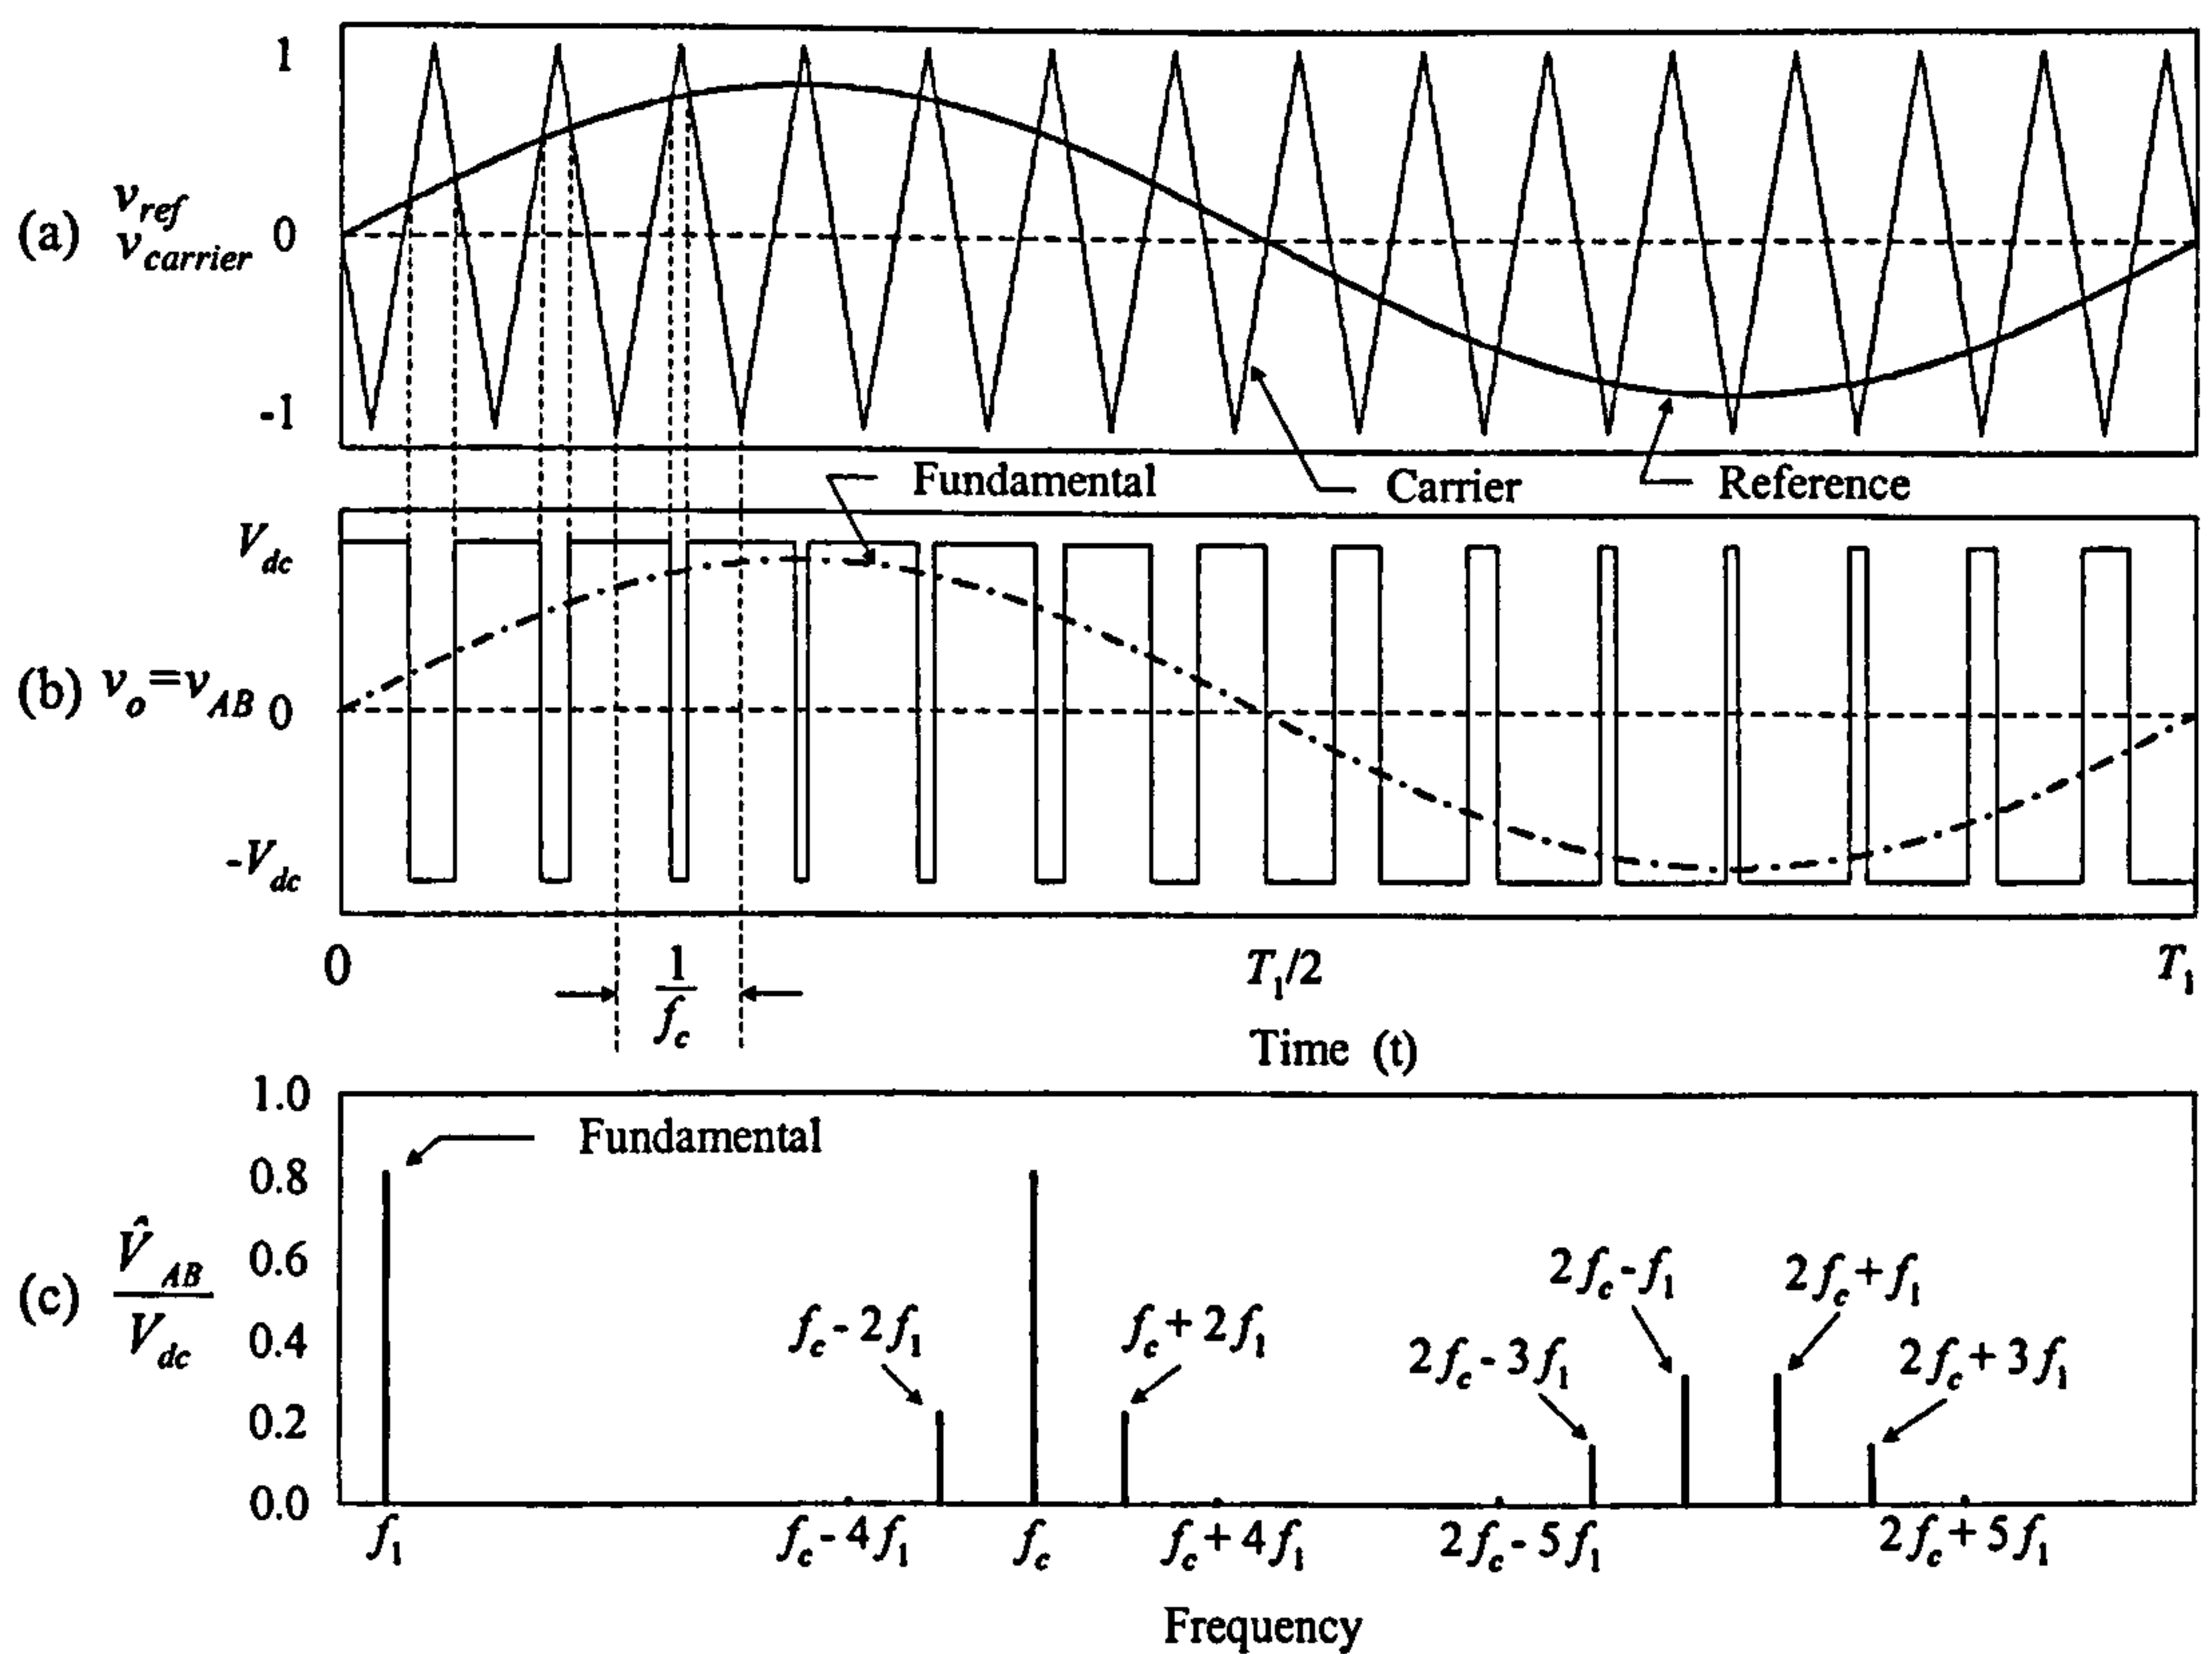 1
(a) v_ref
v_carrier 0
-1
Fundamental
Carrier
Reference
V_dc
(b) v_o=v_AB 0
-V_dc
0
1/f_c
T_1/2
T_1
Time (t)
1.0
Fundamental
0.8
0.6
(c) V̂_AB/V_dc
0.4
0.2
0.0
f_c-2f_1
f_c+2f_1
2f_c-3f_1
2f_c-f_1
2f_c+f_1
2f_c+3f_1
f_1
f_c-4f_1
f_c
f_c+4f_1
2f_c-5f_1
2f_c+5f_1
Frequency